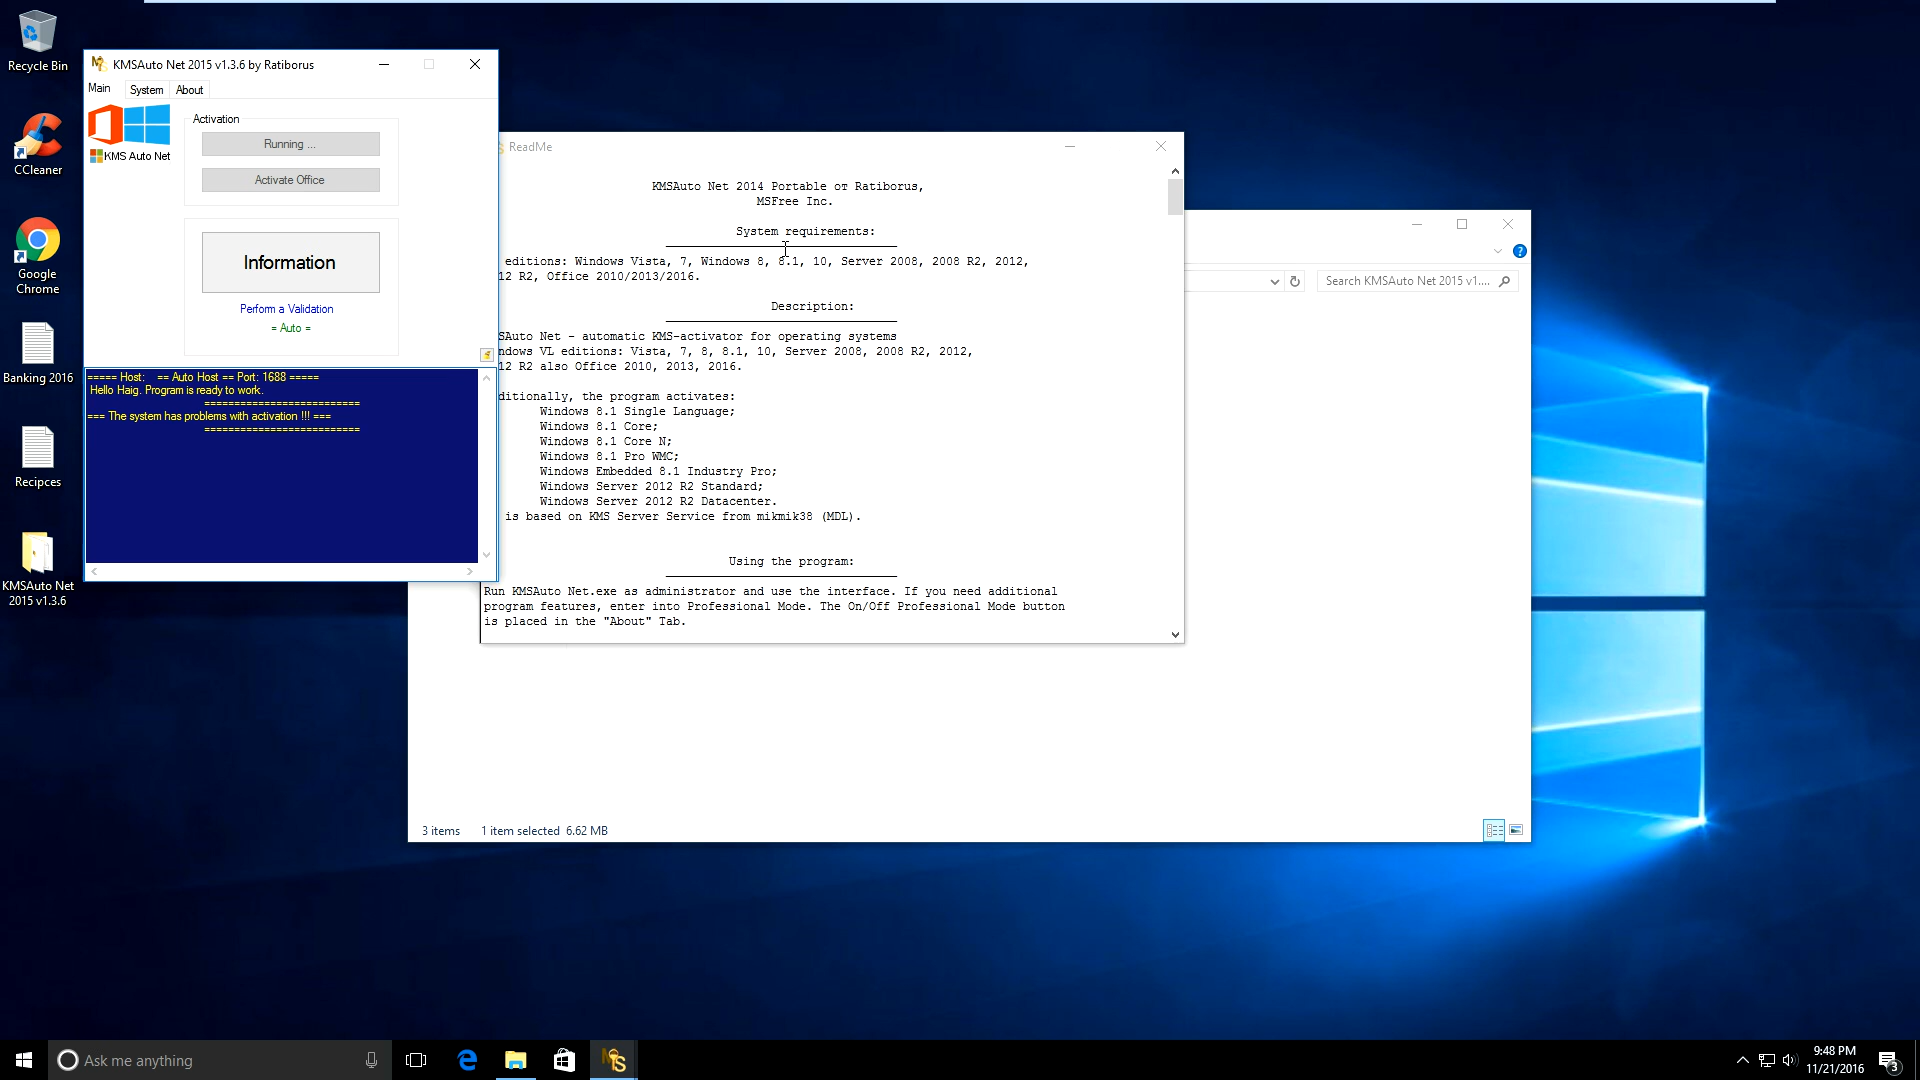 Recycle Bin
CCleaner
Google
Chrome
Banking 2016
Recipces
KMSAuto Net
2015 v1.3.6
KMSAuto Net 2015 v1.3.6 by Ratiborus
Main System About
KMS Auto Net
Activation
Running ...
Activate Office
Information
Perform a Validation
= Auto =
===== Host: == Auto Host == Port: 1688 =====
Hello Haig. Program is ready to work.
==========================
=== The system has problems with activation !!! ===
==========================
ReadMe
KMSAuto Net 2014 Portable от Ratiborus,
MSFree Inc.
System requirements:
editions: Windows Vista, 7, Windows 8, 8.1, 10, Server 2008, 2008 R2, 2012,
12 R2, Office 2010/2013/2016.
Description:
SAuto Net - automatic KMS-activator for operating systems
ndows VL editions: Vista, 7, 8, 8.1, 10, Server 2008, 2008 R2, 2012,
12 R2 also Office 2010, 2013, 2016.
ditionally, the program activates:
Windows 8.1 Single Language;
Windows 8.1 Core;
Windows 8.1 Core N;
Windows 8.1 Pro WMC;
Windows Embedded 8.1 Industry Pro;
Windows Server 2012 R2 Standard;
Windows Server 2012 R2 Datacenter.
is based on KMS Server Service from mikmik38 (MDL).
Using the program:
Run KMSAuto Net.exe as administrator and use the interface. If you need additional
program features, enter into Professional Mode. The On/Off Professional Mode button
is placed in the "About" Tab.
Search KMSAuto Net 2015 v1....
3 items 1 item selected 6.62 MB
Ask me anything
9:48 PM
11/21/2016
3